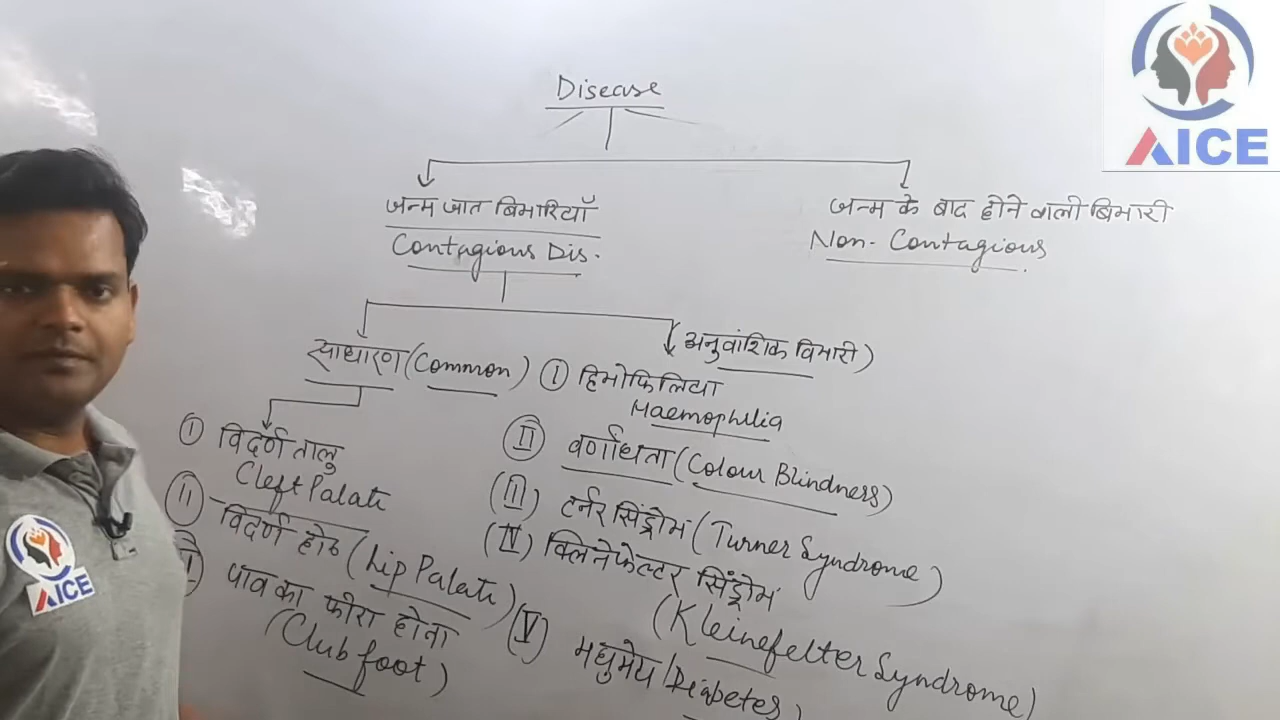 AICE
Disease
जन्म जात बिमारियाँ
Contagious Dis.
जन्म के बाद होने वाली बिमारी
Non-Contagious
साधारण (Common)
(अनुवांशिक विमारी)
I हिमोफिलिया
Haemophilia
II वर्णाधता (Colour Blindness)
(III) टर्नर सिंड्रोम (Turner Syndrome)
(IV) क्लिनेफेल्टर सिंड्रोम
(Kleinefelter Syndrome)
(V) मधुमेय (Diabetes)
I विदर्ण तालु
Cleft Palate
II विदर्ण होठ (Lip Palate)
पाव का फीरा होना
(Club foot)
AICE